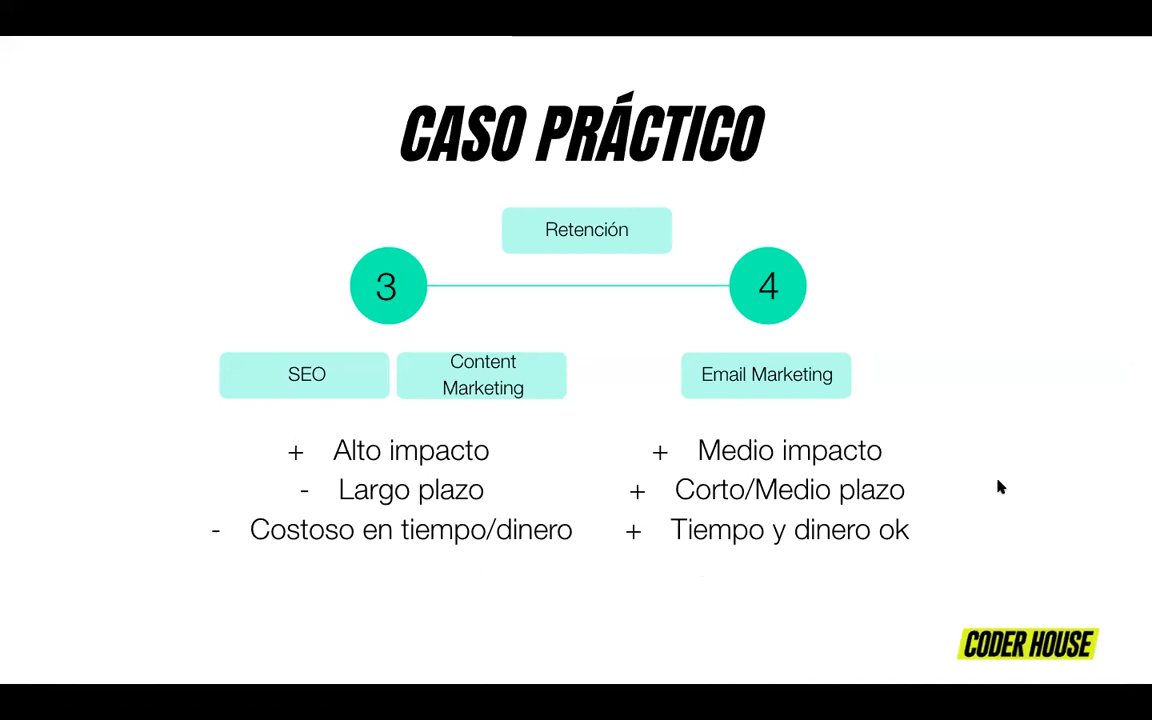 CASO PRÁCTICO
Retención
3
4
SEO
Content
Marketing
Email Marketing
+ Alto impacto
- Largo plazo
- Costoso en tiempo/dinero
+ Medio impacto
+ Corto/Medio plazo
+ Tiempo y dinero ok
CODER HOUSE